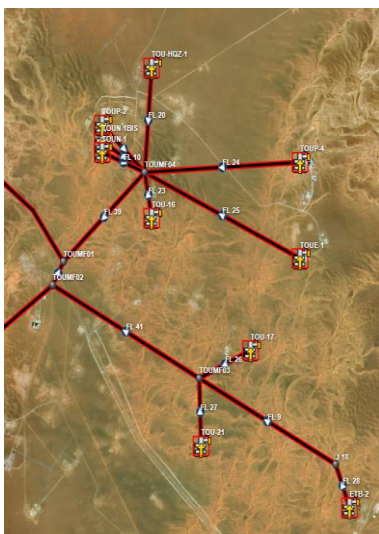 TOU-HQZ-1
FL 20
TOUP-2
TOUN-1BIS
TOUN-1
FL 10
TOUMF04
FL 24
TOUP-4
FL 23
TOU-16
FL 39
FL 25
TOUE-1
TOUMF01
TOUMF02
FL 41
TOU-17
FL 26
TOUMF03
FL 27
FL 9
TOU-21
J.18
FL 28
ETB-2